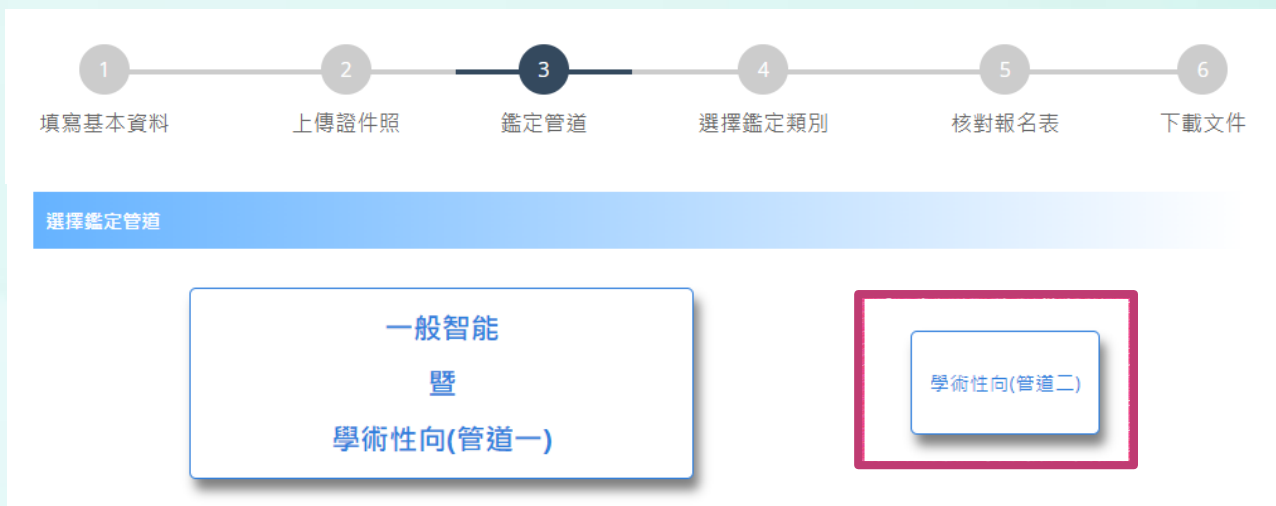 1
2
3
4
5
6
填寫基本資料
上傳證件照
鑑定管道
選擇鑑定類別
核對報名表
下載文件
選擇鑑定管道
一般智能
暨
學術性向(管道一)
學術性向(管道二)